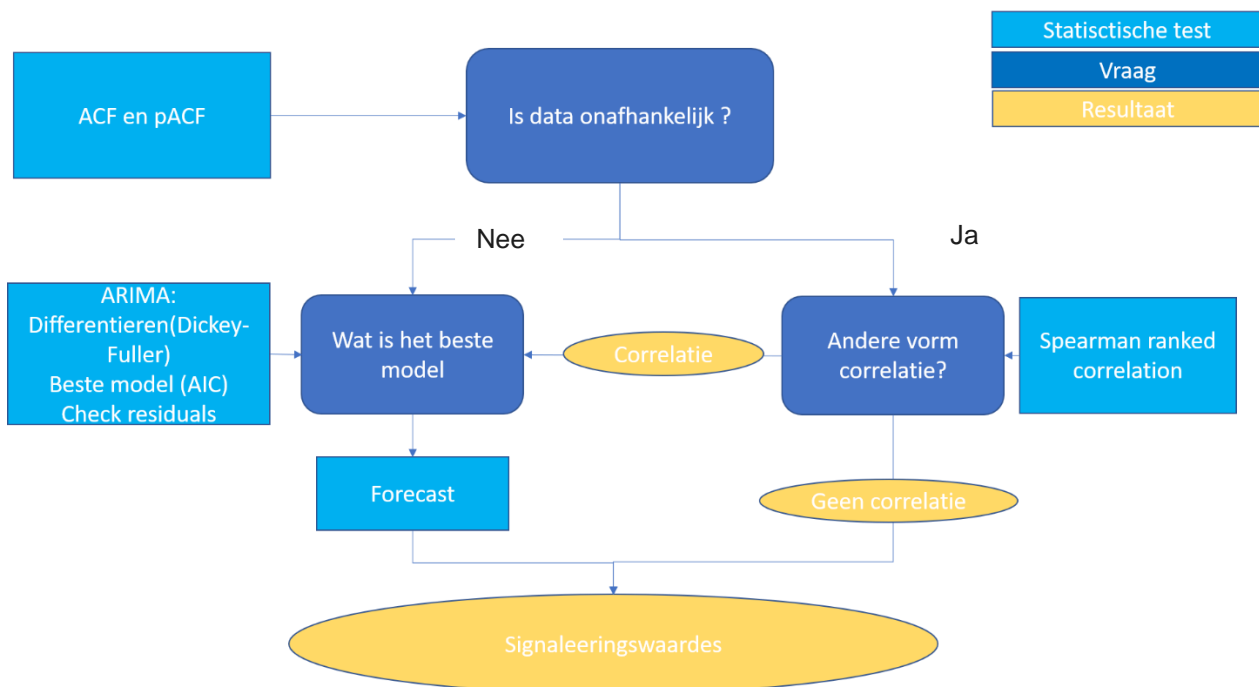 Statisctische test
Vraag
Resultaat
ACF en pACF
Is data onafhankelijk ?
Nee
Ja
ARIMA:
Differentieren(Dickey-
Fuller)
Beste model (AIC)
Check residuals
Wat is het beste
model
Correlatie
Andere vorm
correlatie?
Spearman ranked
correlation
Forecast
Geen correlatie
Signaleeringswaardes